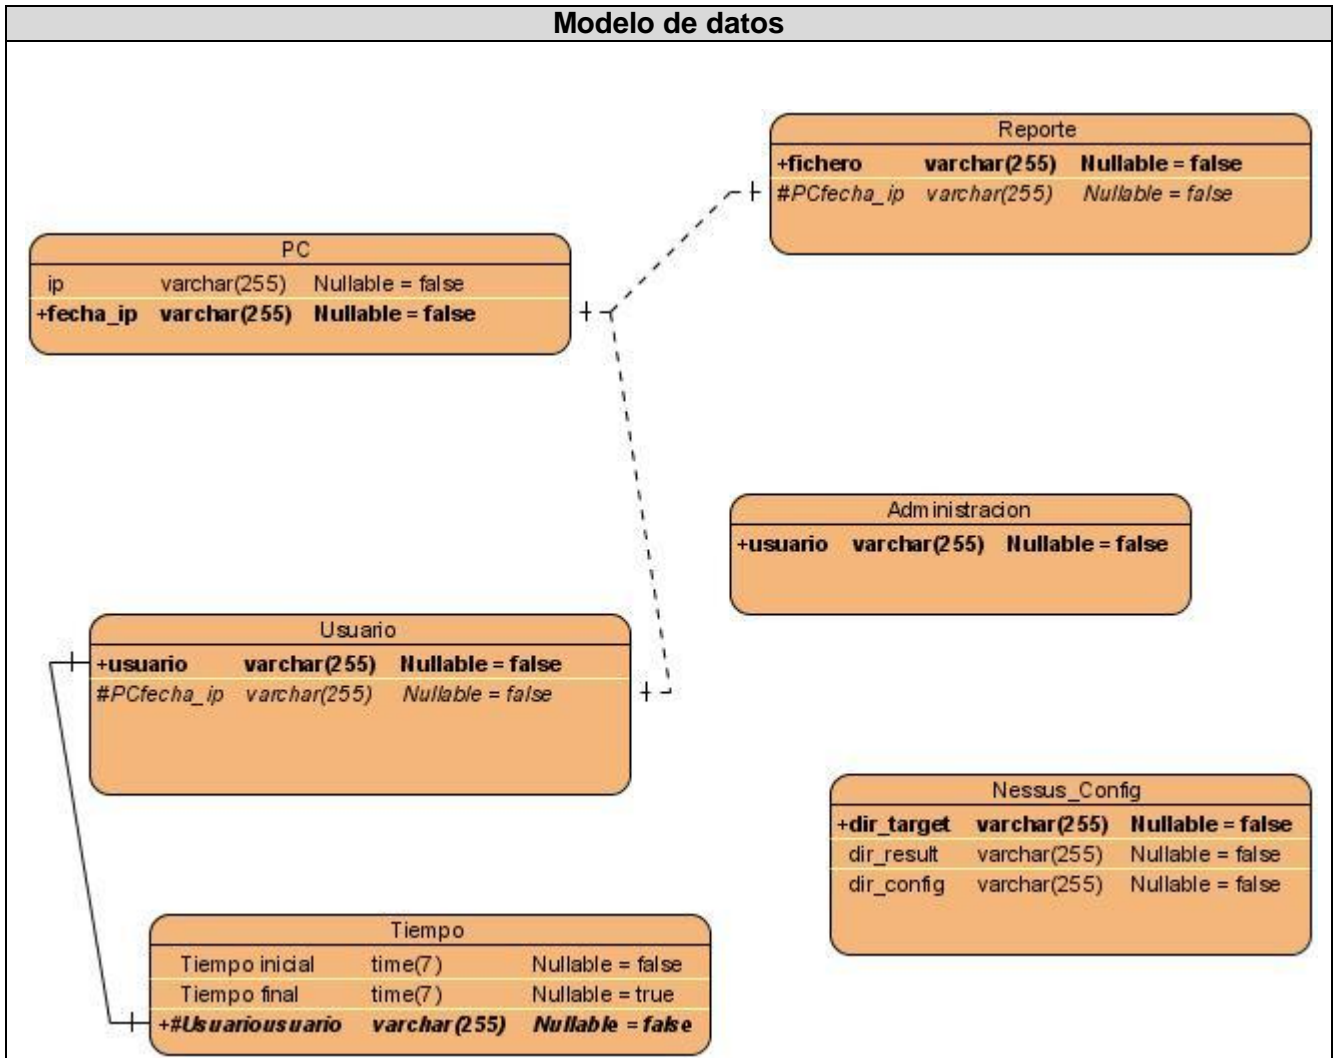 Modelo de datos
Reporte
+fichero varchar(255) Nullable = false
#PCfecha_ip varchar(255) Nullable = false
PC
ip varchar(255) Nullable = false
+fecha_ip varchar(255) Nullable = false
Administracion
+usuario varchar(255) Nullable = false
Usuario
+usuario varchar(255) Nullable = false
#PCfecha_ip varchar(255) Nullable = false
Nessus_Config
+dir_target varchar(255) Nullable = false
dir_result varchar(255) Nullable = false
dir_config varchar(255) Nullable = false
Tiempo
Tiempo inicial time(7) Nullable = false
Tiempo final time(7) Nullable = true
+#Usuariousuario varchar(255) Nullable = false